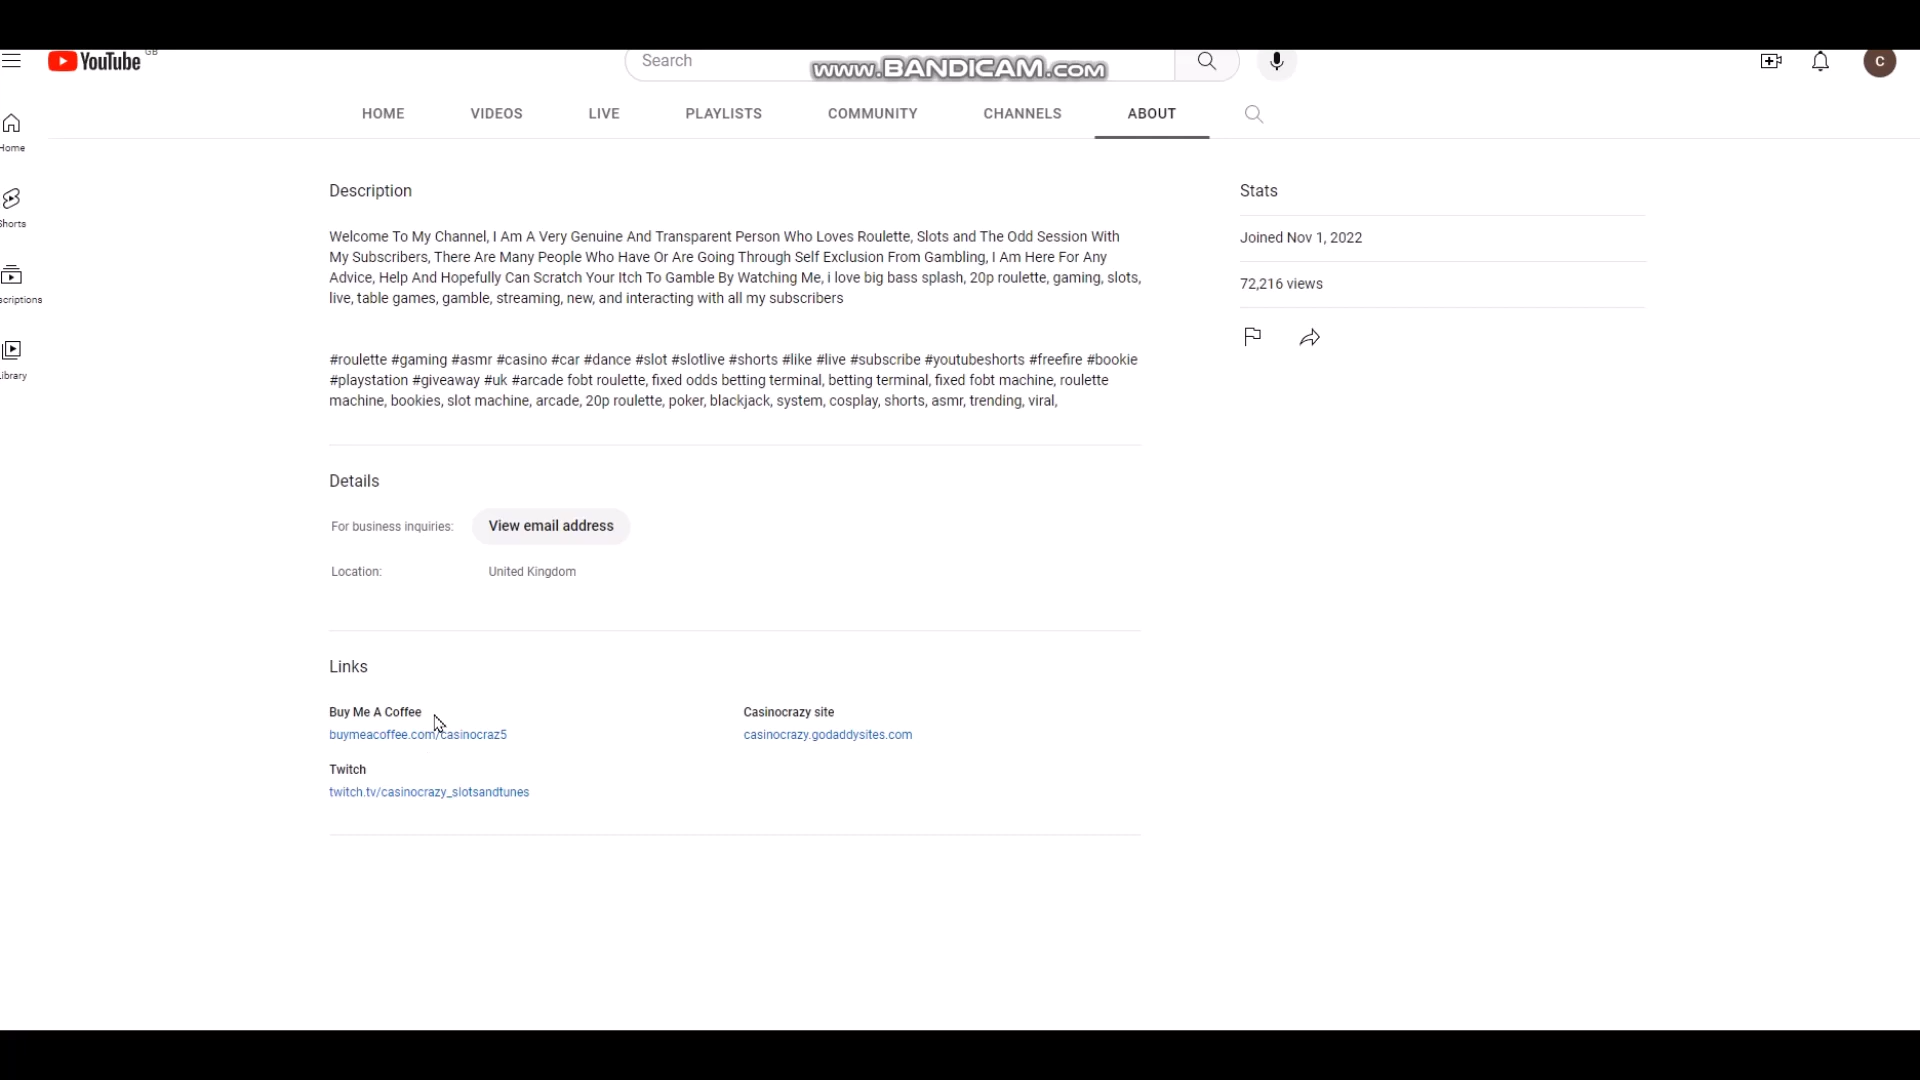 YouTube
GB
Search
www.BANDICAM.com
C
HOME
VIDEOS
LIVE
PLAYLISTS
COMMUNITY
CHANNELS
ABOUT
Home
Shorts
scriptions
ibrary
Description
Welcome To My Channel, I Am A Very Genuine And Transparent Person Who Loves Roulette, Slots and The Odd Session With
My Subscribers, There Are Many People Who Have Or Are Going Through Self Exclusion From Gambling, I Am Here For Any
Advice, Help And Hopefully Can Scratch Your Itch To Gamble By Watching Me, i love big bass splash, 20p roulette, gaming, slots,
live, table games, gamble, streaming, new, and interacting with all my subscribers
#roulette #gaming #asmr #casino #car #dance #slot #slotlive #shorts #like #live #subscribe #youtubeshorts #freefire #bookie
#playstation #giveaway #uk #arcade fobt roulette, fixed odds betting terminal, betting terminal, fixed fobt machine, roulette
machine, bookies, slot machine, arcade, 20p roulette, poker, blackjack, system, cosplay, shorts, asmr, trending, viral,
Stats
Joined Nov 1, 2022
72,216 views
Details
For business inquiries:
View email address
Location:
United Kingdom
Links
Buy Me A Coffee
buymeacoffee.com/casinocraz5
Casinocrazy site
casinocrazy.godaddysites.com
Twitch
twitch.tv/casinocrazy_slotsandtunes